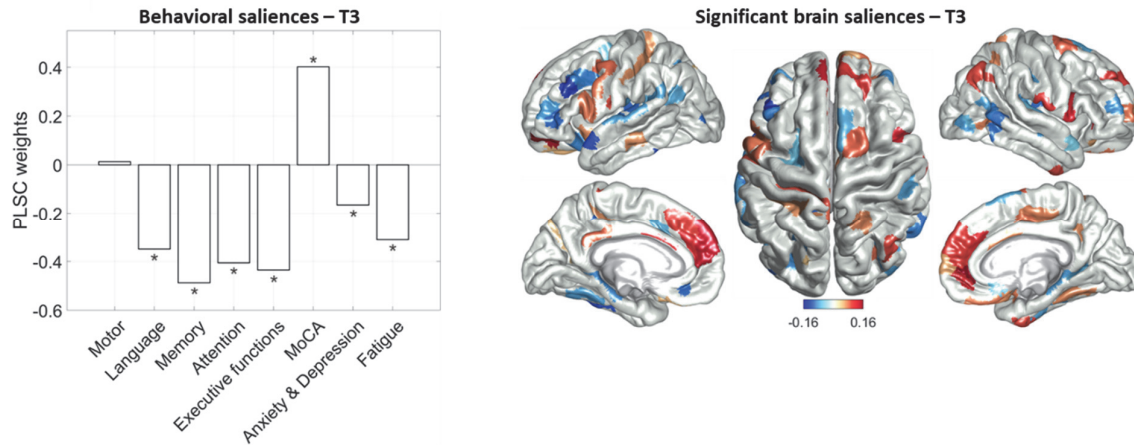 Behavioral saliences – T3
Significant brain saliences – T3
PLSC weights
0.4
0.2
0
-0.2
-0.4
-0.6
*
*
*
*
*
*
*
Motor
Language
Memory
Attention
Executive functions
MoCA
Anxiety & Depression
Fatigue
-0.16 0.16